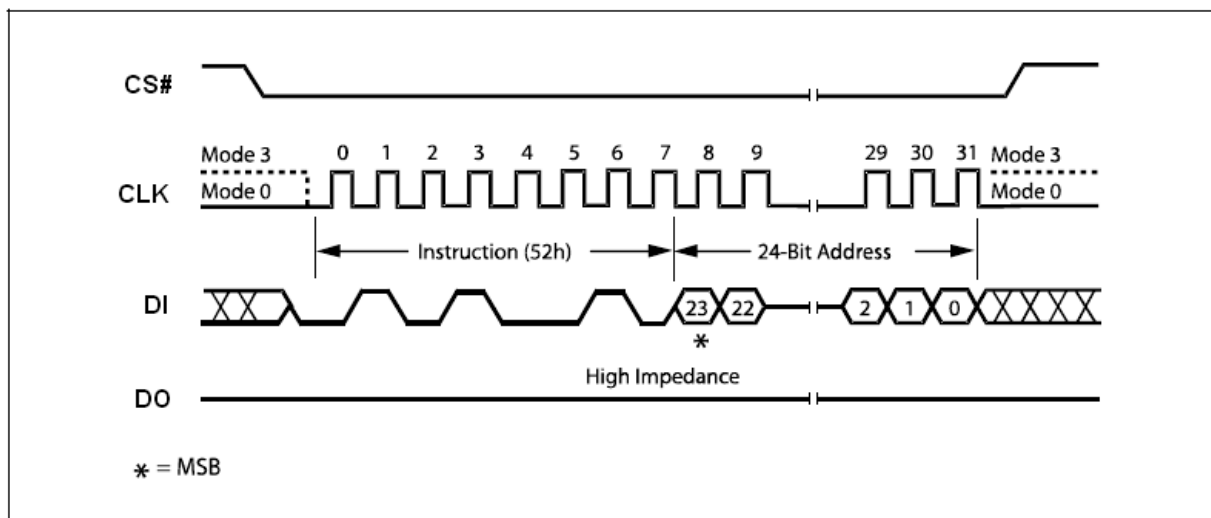 CS#
Mode 3 0 1 2 3 4 5 6 7 8 9 29 30 31 Mode 3
CLK Mode 0 Mode 0
Instruction (52h) 24-Bit Address
DI 23 22 2 1 0
*
High Impedance
DO
* = MSB